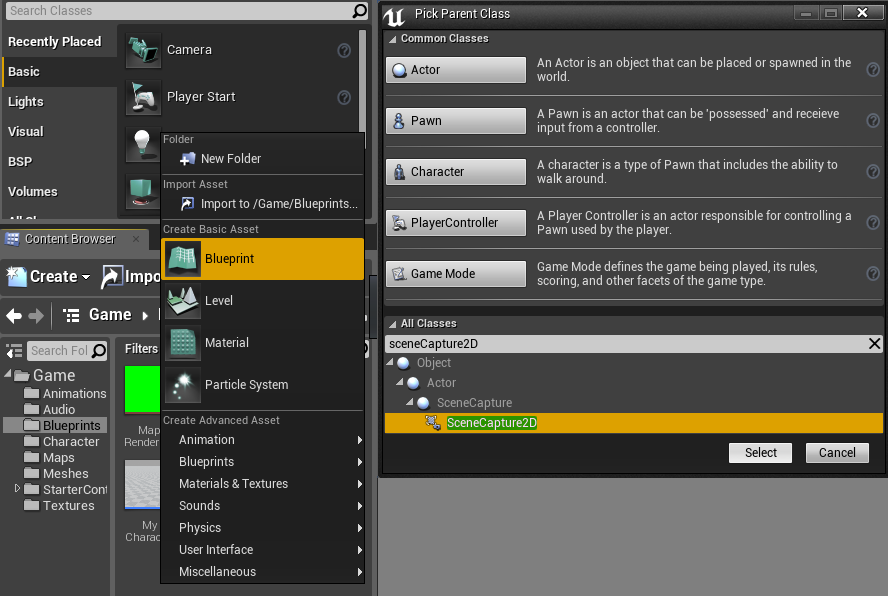 Search Classes
Recently Placed
Basic
Lights
Visual
BSP
Volumes
Camera
Player Start
Folder
New Folder
Import Asset
Import to /Game/Blueprints...
Create Basic Asset
Blueprint
Level
Material
Particle System
Create Advanced Asset
Animation
Blueprints
Materials & Textures
Sounds
Physics
User Interface
Miscellaneous
Content Browser
Create
Impo
Game
Search Fol
Filters
Game
Animations
Audio
Blueprints
Character
Maps
Meshes
StarterCont
Textures
Map
Render
My
Charac
Pick Parent Class
Common Classes
Actor
An Actor is an object that can be placed or spawned in the
world.
Pawn
A Pawn is an actor that can be 'possessed' and receieve
input from a controller.
Character
A character is a type of Pawn that includes the ability to
walk around.
PlayerController
A Player Controller is an actor responsible for controlling a
Pawn used by the player.
Game Mode
Game Mode defines the game being played, its rules,
scoring, and other facets of the game type.
All Classes
sceneCapture2D
Object
Actor
SceneCapture
SceneCapture2D
Select
Cancel